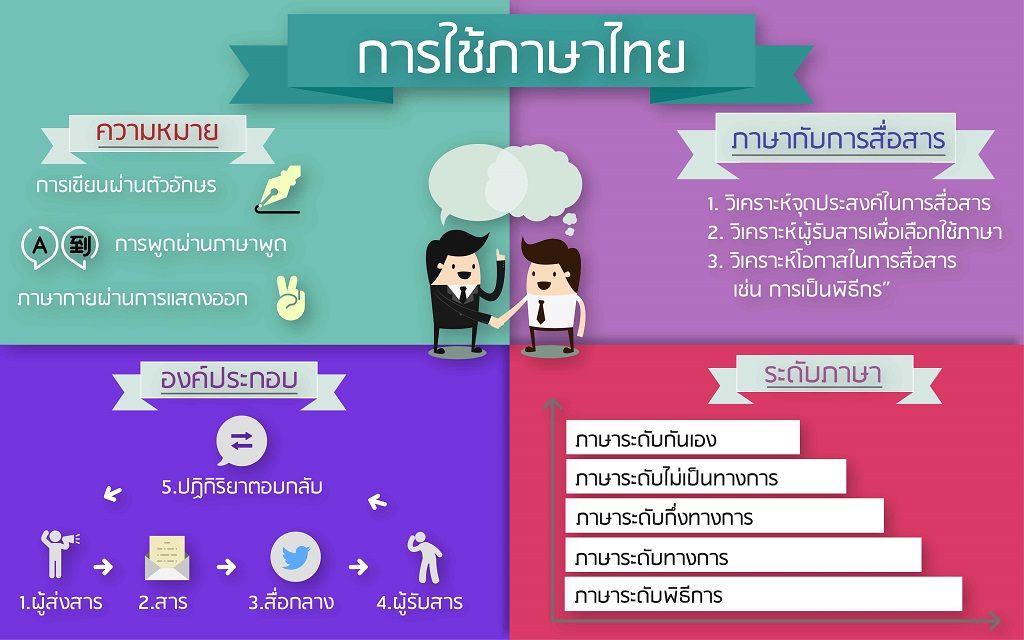 การใช้ภาษาไทย
ความหมาย
การเขียนผ่านตัวอักษร
A 到 การพูดผ่านภาษาพูด
ภาษากายผ่านการแสดงออก
ภาษากับการสื่อสาร
1. วิเคราะห์จุดประสงค์ในการสื่อสาร
2. วิเคราะห์ผู้รับสารเพื่อเลือกใช้ภาษา
3. วิเคราะห์โอกาสในการสื่อสาร
เช่น การเป็นพิธีกร”
องค์ประกอบ
5.ปฏิกิริยาตอบกลับ
1.ผู้ส่งสาร
2.สาร
3.สื่อกลาง
4.ผู้รับสาร
ระดับภาษา
ภาษาระดับกันเอง
ภาษาระดับไม่เป็นทางการ
ภาษาระดับกึ่งทางการ
ภาษาระดับทางการ
ภาษาระดับพิธีการ